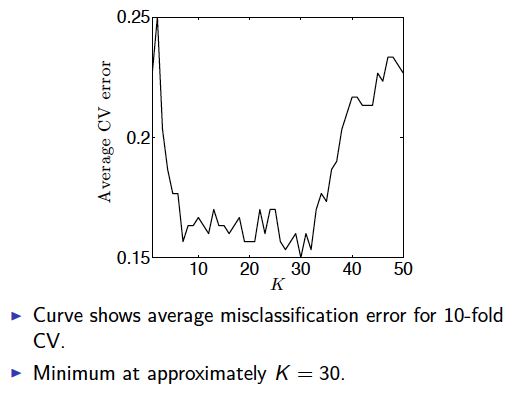 0.25
0.2
0.15
Average CV error
10 20 30 40 50
K
Curve shows average misclassification error for 10-fold
CV.
Minimum at approximately K = 30.